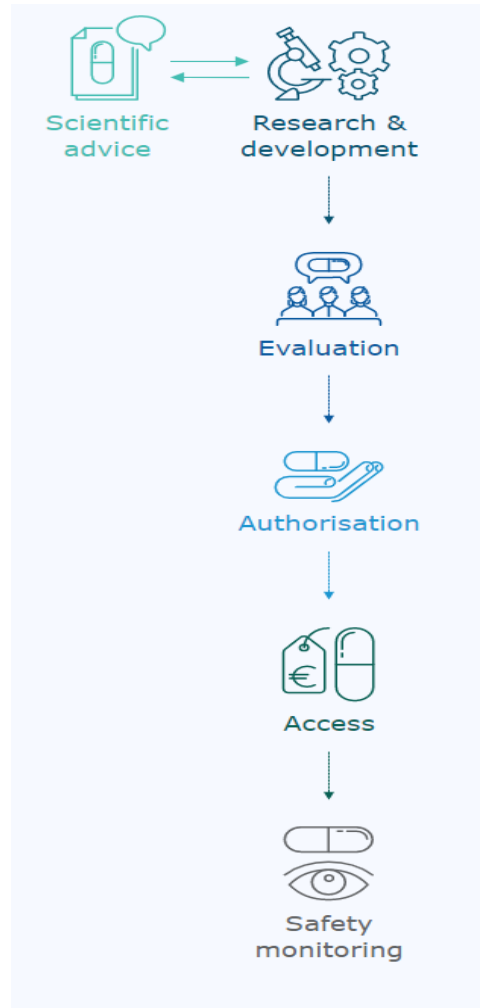 Scientific
advice
Research &
development
Evaluation
Authorisation
€
Access
Safety
monitoring